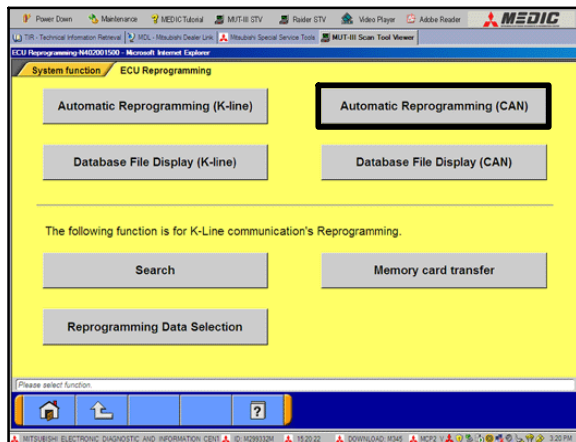 Power Down Maintenance MEDIC Tutorial MUT-III STV Raider STV Video Player Adobe Reader MEDIC
TIR - Technical Information Retrieval MDL - Mitsubishi Dealer Link Mitsubishi Special Service Tools MUT-III Scan Tool Viewer
ECU Reprogramming-N402001500 - Microsoft Internet Explorer
System function ECU Reprogramming
Automatic Reprogramming (K-line) Automatic Reprogramming (CAN)
Database File Display (K-line) Database File Display (CAN)
The following function is for K-Line communication's Reprogramming.
Search Memory card transfer
Reprogramming Data Selection
Please select function.
?
MITSUBISHI ELECTRONIC DIAGNOSTIC AND INFORMATION CENT ID: M299332M 15:20:22 DOWNLOAD: M345 MCP2 V 3:20 PM